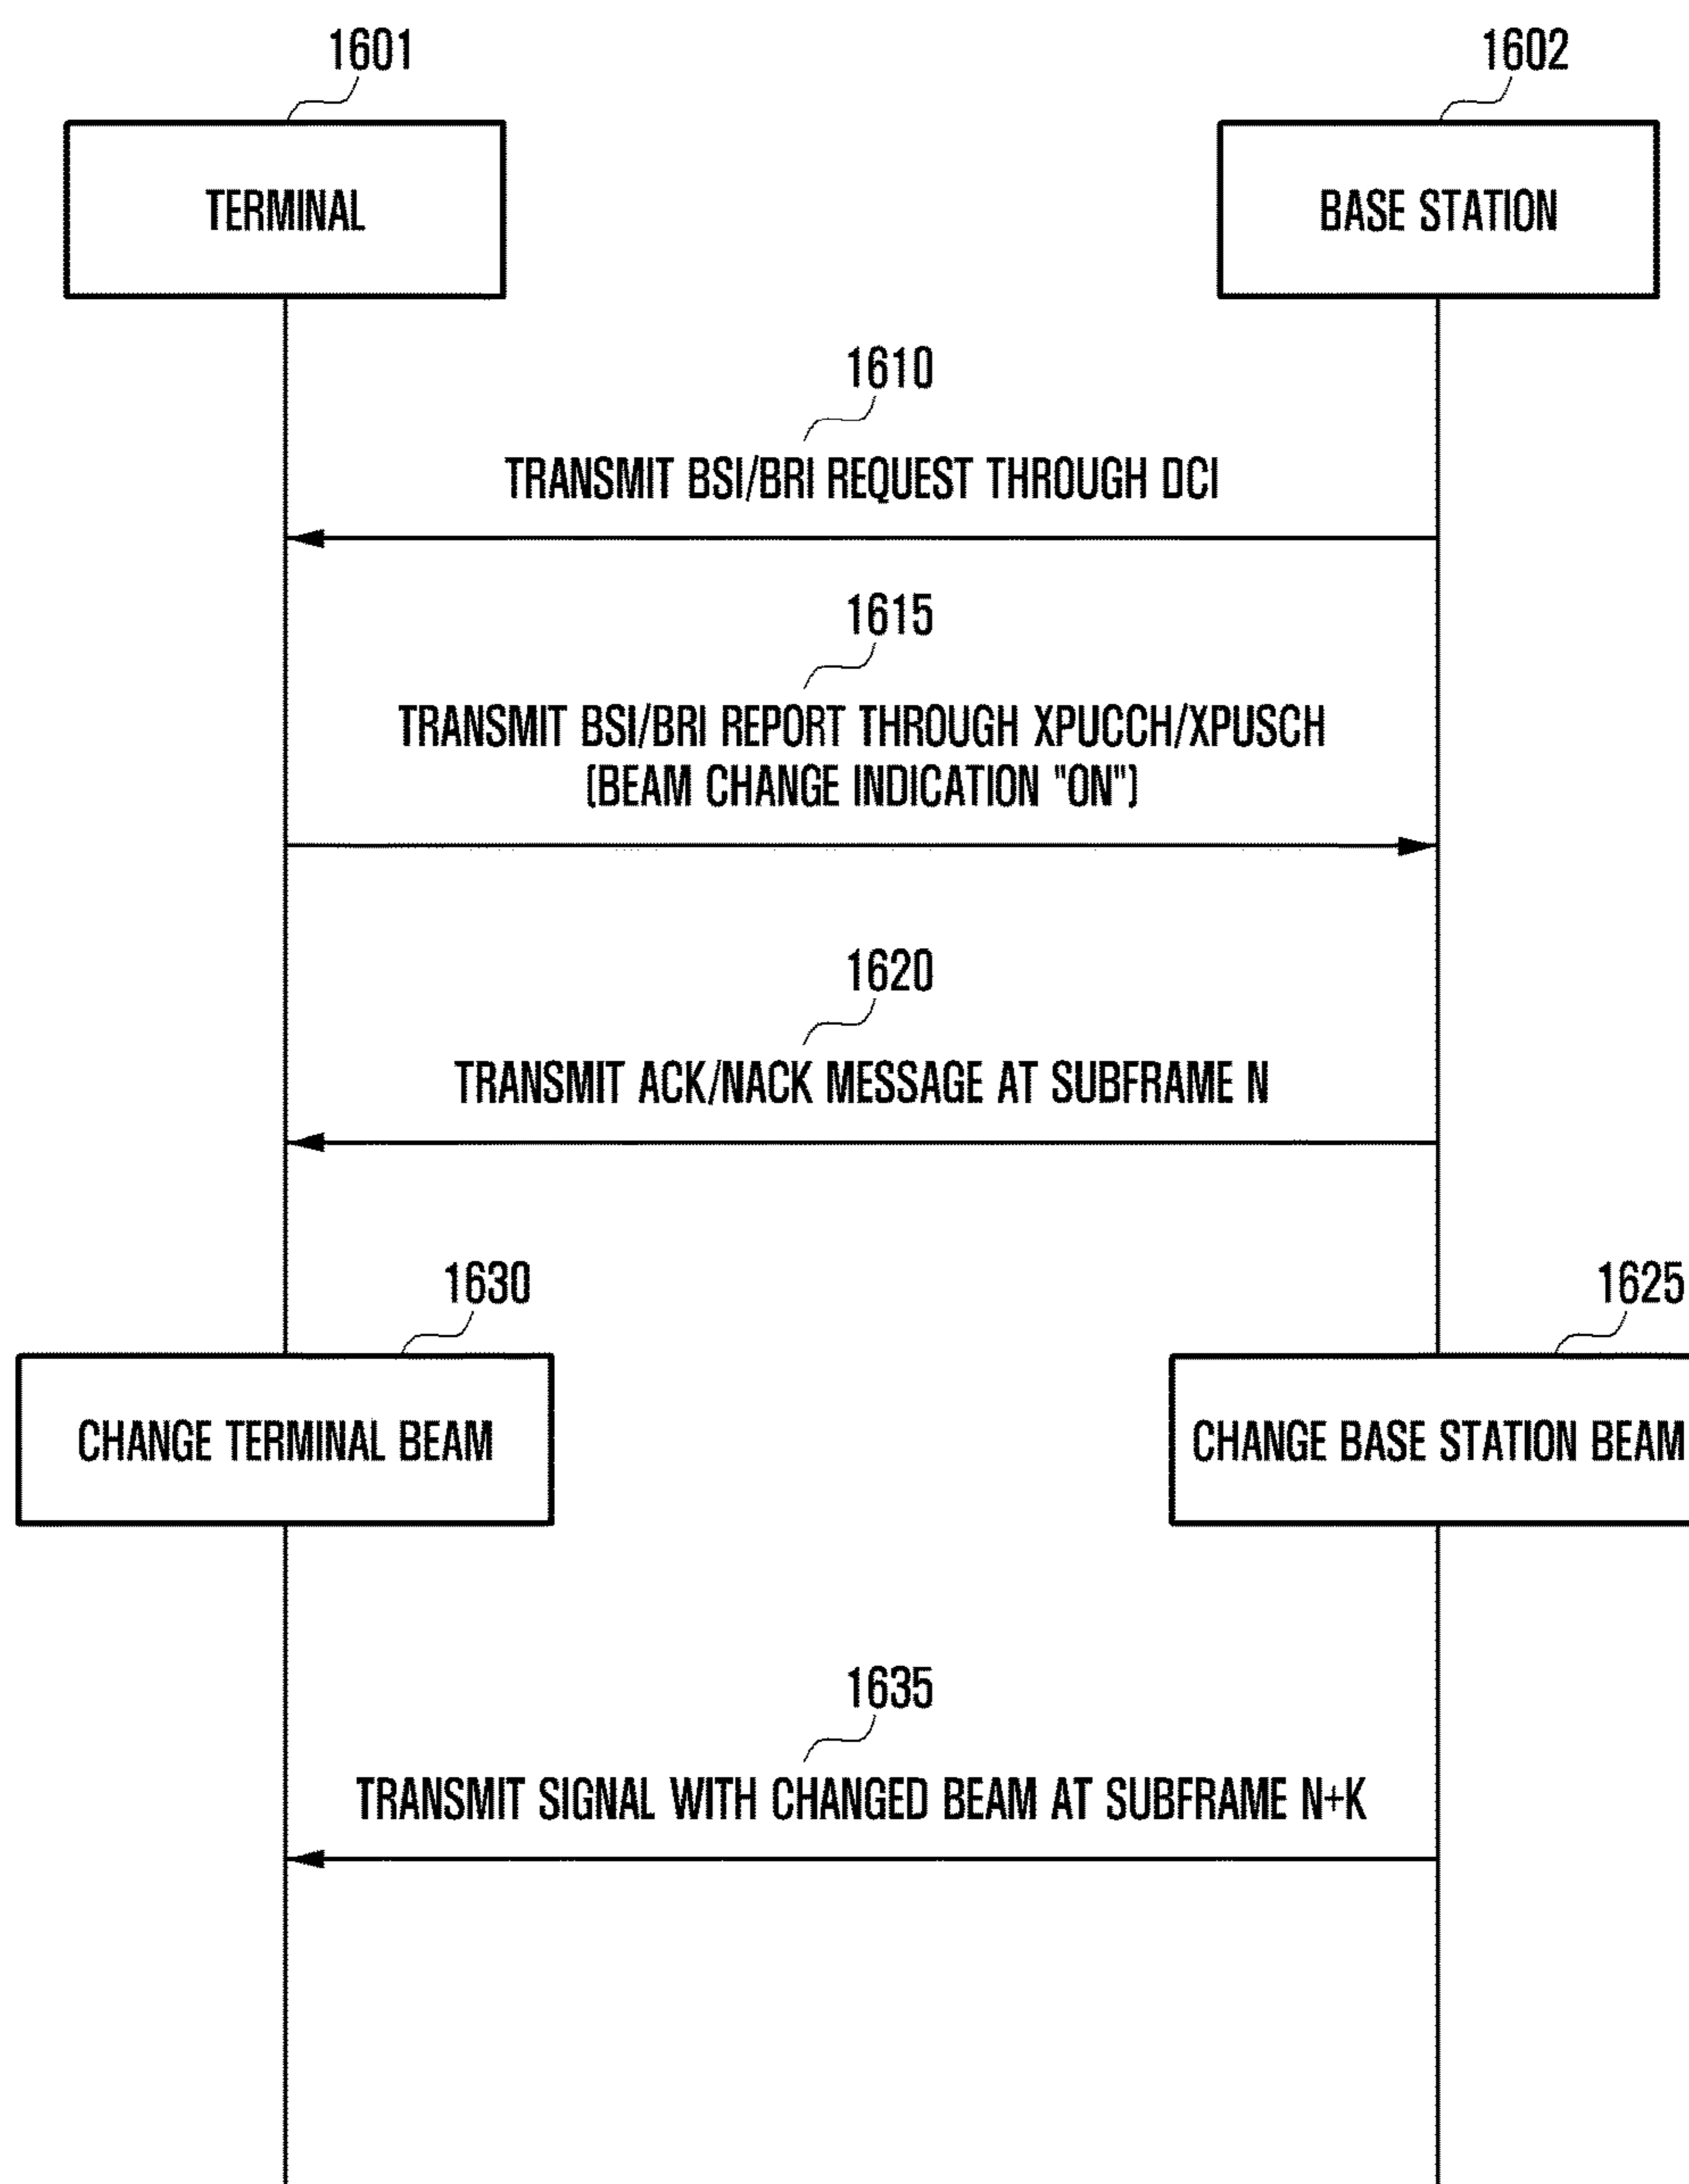 1601
1602
TERMINAL
BASE STATION
1610
TRANSMIT BSI/BRI REQUEST THROUGH DCI
1615
TRANSMIT BSI/BRI REPORT THROUGH XPUCCH/XPUSCH
(BEAM CHANGE INDICATION "ON")
1620
TRANSMIT ACK/NACK MESSAGE AT SUBFRAME N
1630
1625
CHANGE TERMINAL BEAM
CHANGE BASE STATION BEAM
1635
TRANSMIT SIGNAL WITH CHANGED BEAM AT SUBFRAME N+K